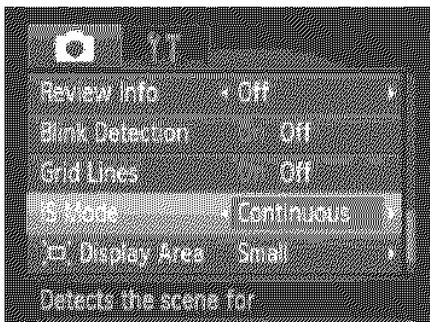 Review Info Off
Blink Detection Off
Grid Lines Off
IS Mode Continuous
Display Area Small
Detects the scene for